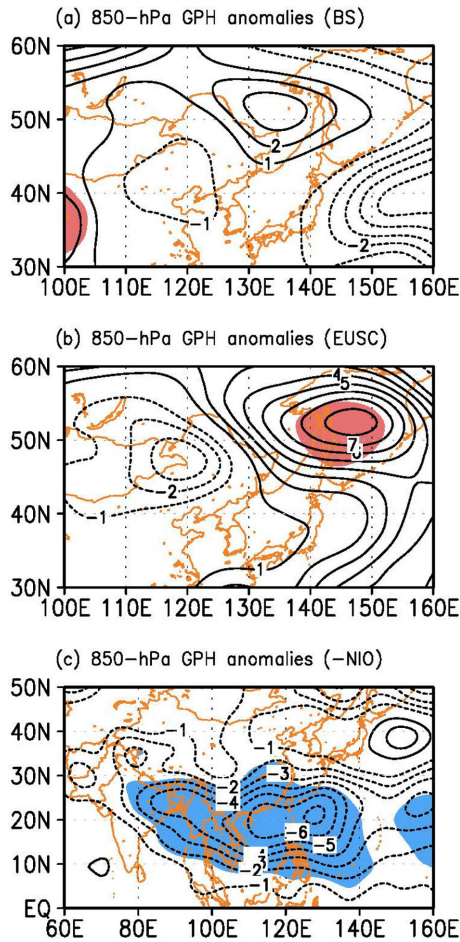 (a) 850-hPa GPH anomalies (BS)
60N
50N
2
1
40N
-1
-2
30N
100E 110E 120E 130E 140E 150E 160E
(b) 850-hPa GPH anomalies (EUSC)
60N
5
50N
7
-2
-1
40N
1
30N
100E 110E 120E 130E 140E 150E 160E
(c) 850-hPa GPH anomalies (-NIO)
50N
40N
-1
-1
30N
-3
-2
-4
20N
-6
-5
3
10N
-2
-1
EQ
60E 80E 100E 120E 140E 160E